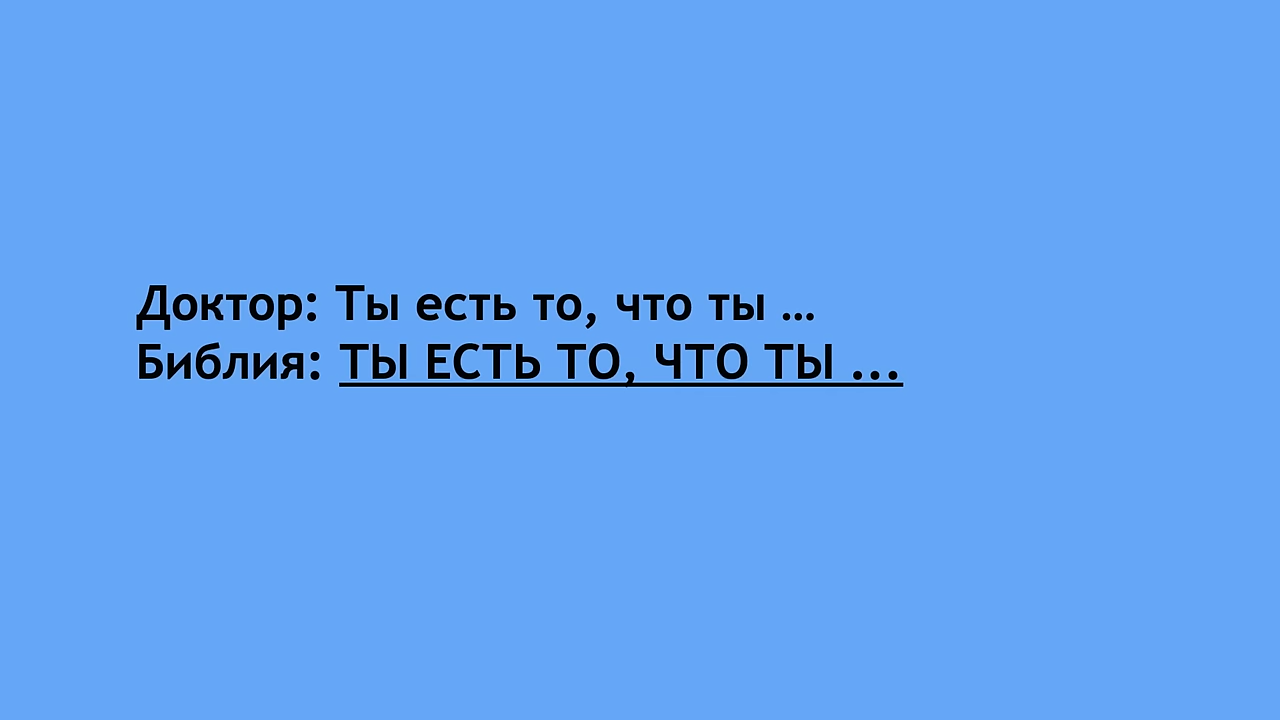 Доктор: Ты есть то, что ты …
Библия: ТЫ ЕСТЬ ТО, ЧТО ТЫ ...